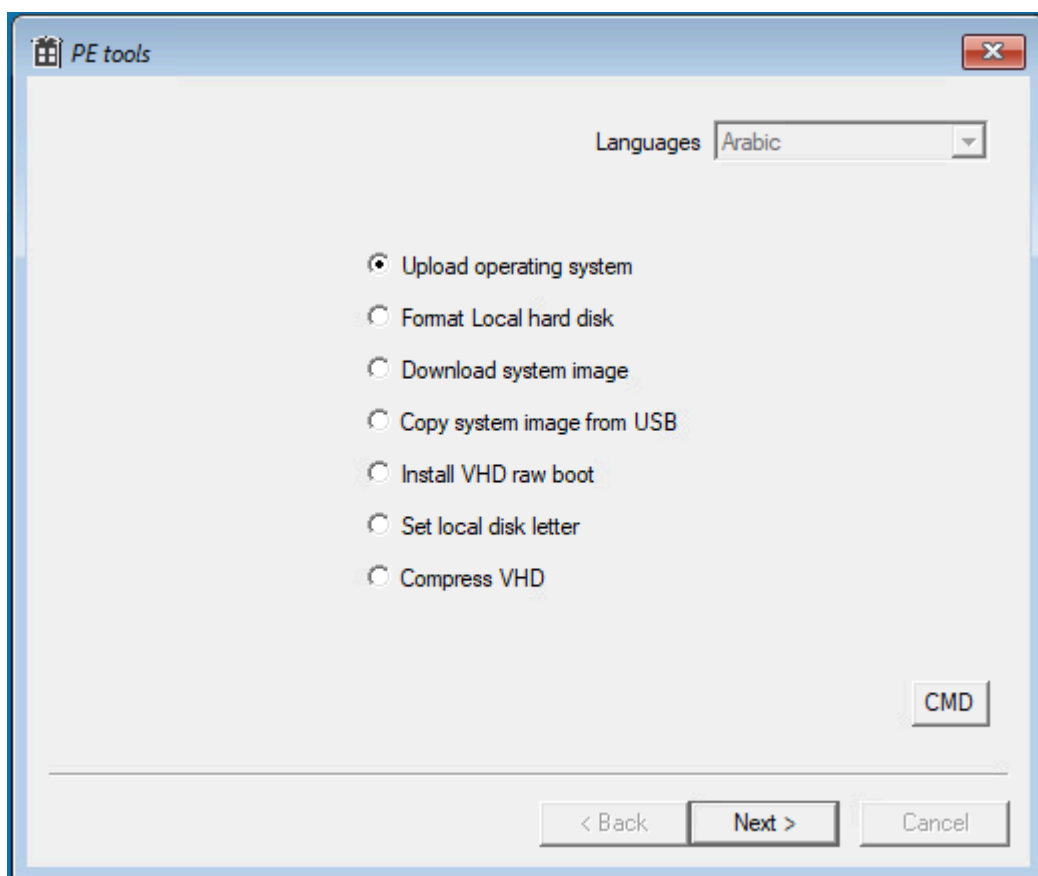 PE tools
Languages Arabic
Upload operating system
Format Local hard disk
Download system image
Copy system image from USB
Install VHD raw boot
Set local disk letter
Compress VHD
CMD
< Back Next > Cancel